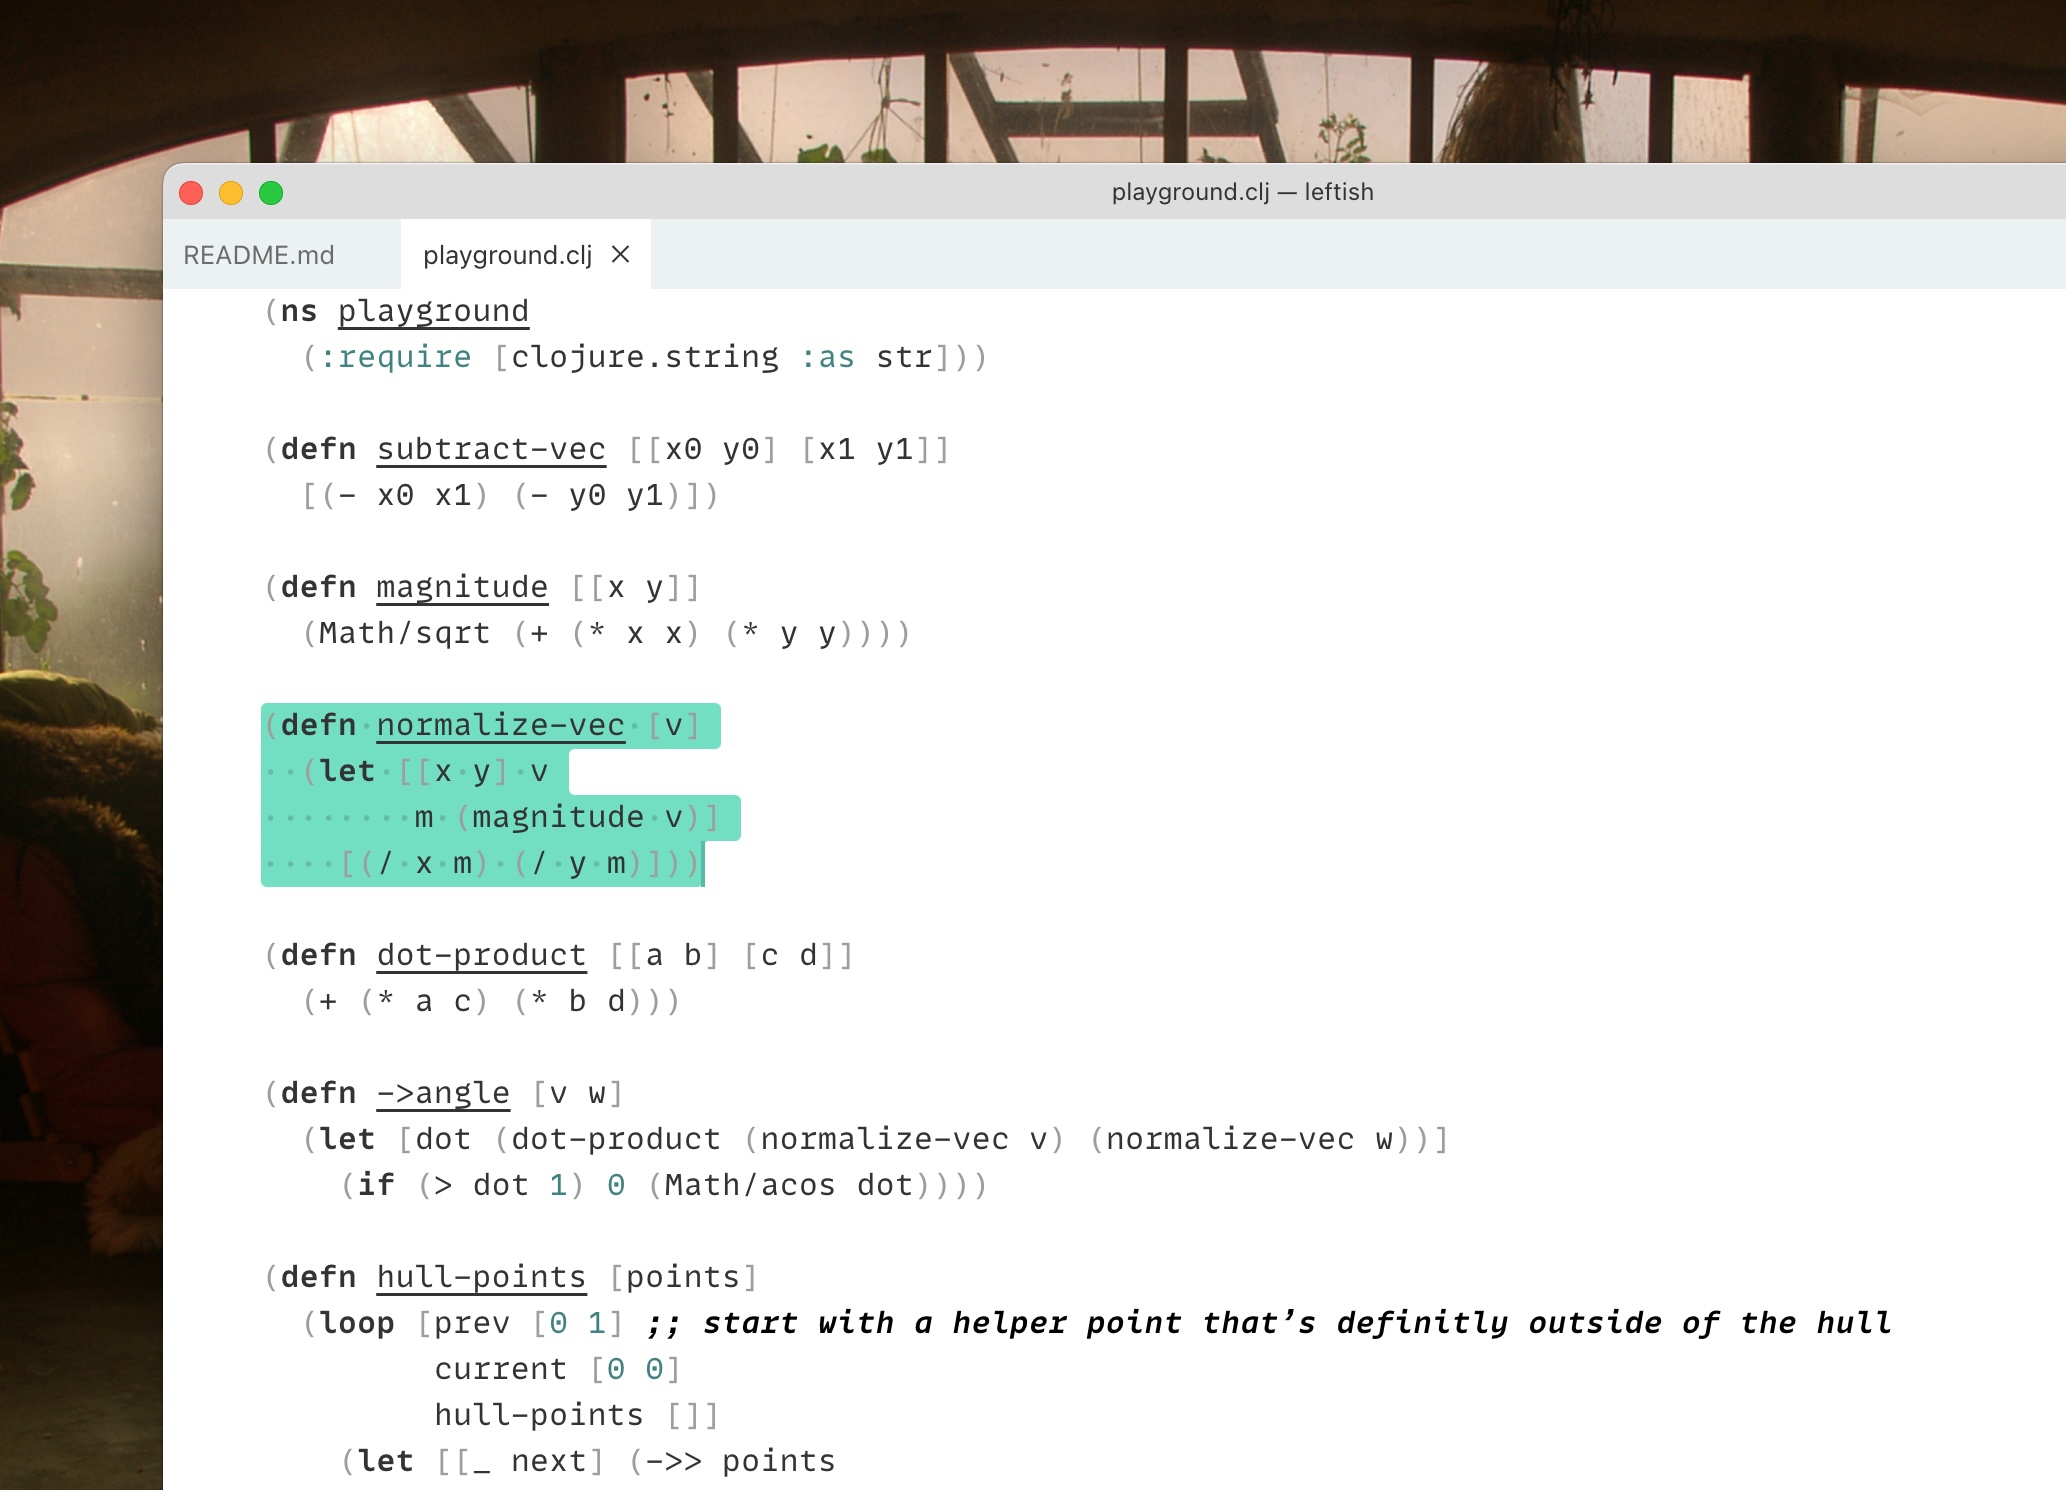 playground.clj — leftish
README.md playground.clj
(ns playground
  (:require [clojure.string :as str]))
(defn subtract-vec [[x0 y0] [x1 y1]]
  [(- x0 x1) (- y0 y1)])
(defn magnitude [[x y]]
  (Math/sqrt (+ (* x x) (* y y))))
(defn normalize-vec [v]
  (let [[x y] v
        m (magnitude v)]
    [(/ x m) (/ y m)]))
(defn dot-product [[a b] [c d]]
  (+ (* a c) (* b d)))
(defn ->angle [v w]
  (let [dot (dot-product (normalize-vec v) (normalize-vec w))]
    (if (> dot 1) 0 (Math/acos dot))))
(defn hull-points [points]
  (loop [prev [0 1] ;; start with a helper point that’s definitly outside of the hull
         current [0 0]
         hull-points []]
    (let [[_ next] (->> points